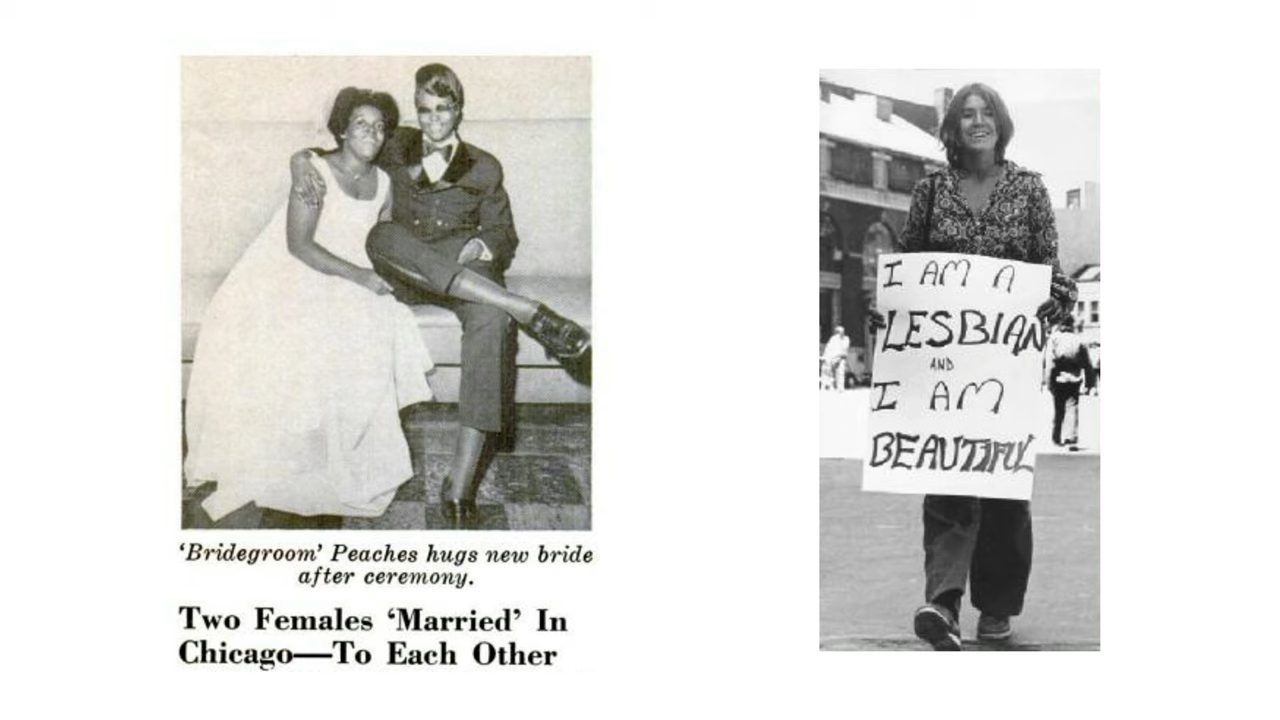 'Bridegroom' Peaches hugs new bride
after ceremony.
Two Females 'Married' In
Chicago—To Each Other
I AM A
LESBIAN
AND
I AM
BEAUTIFUL